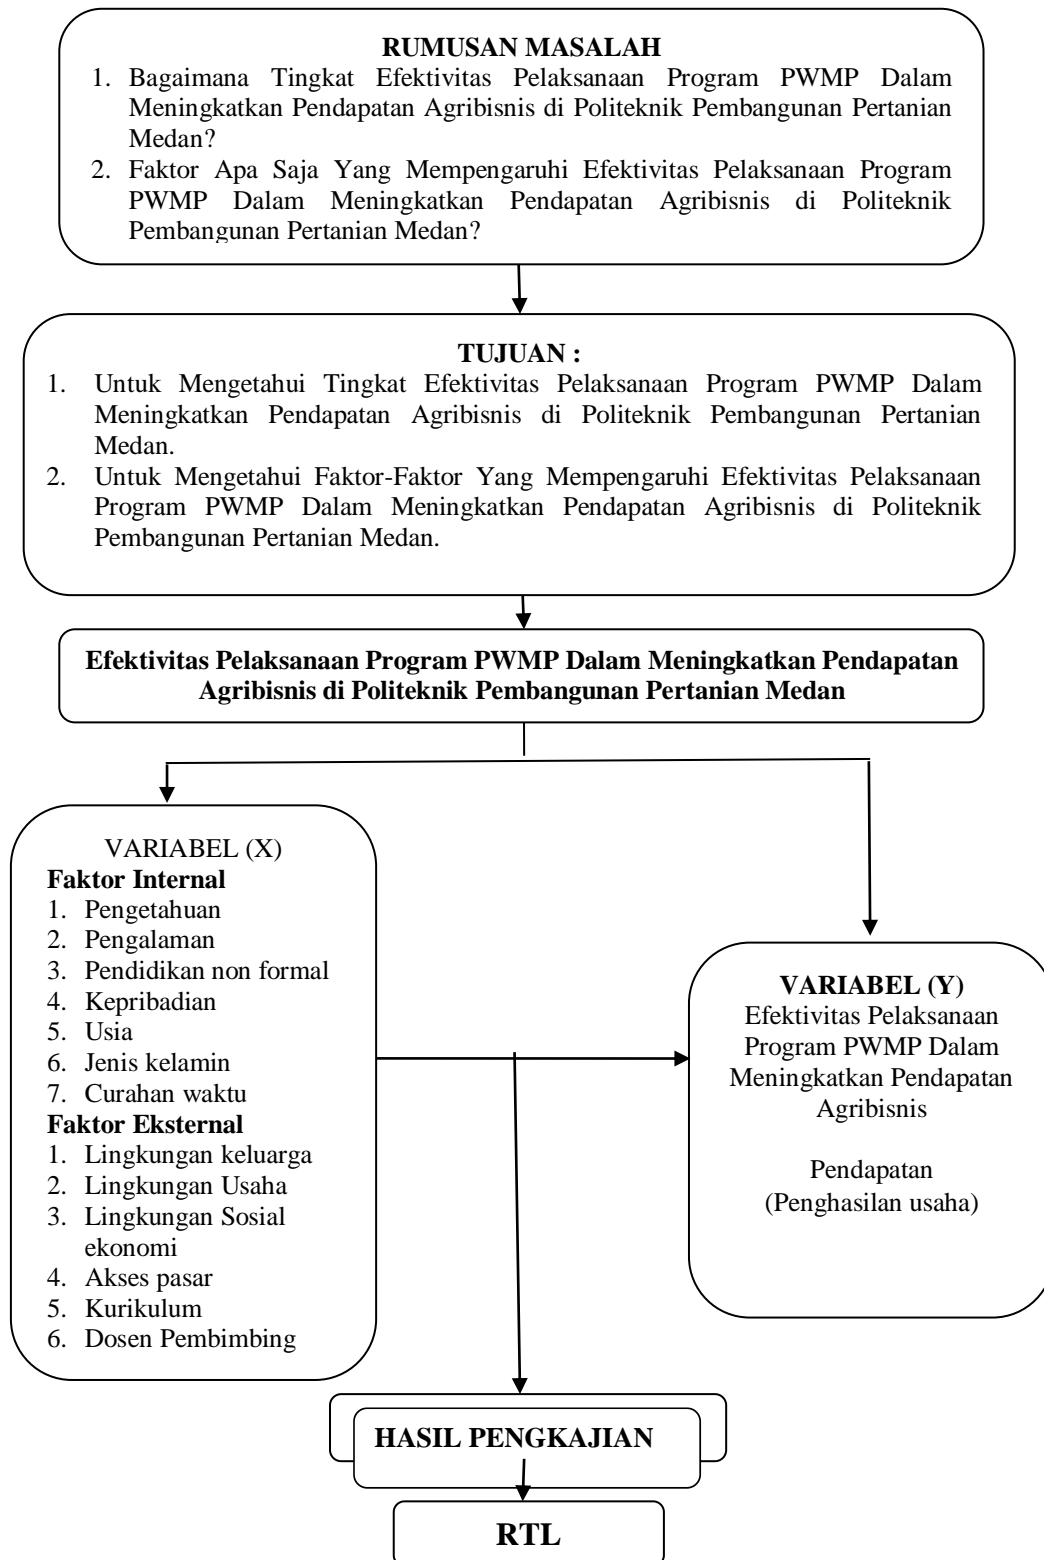 RUMUSAN MASALAH
1. Bagaimana Tingkat Efektivitas Pelaksanaan Program PWMP Dalam
Meningkatkan Pendapatan Agribisnis di Politeknik Pembangunan Pertanian
Medan?
2. Faktor Apa Saja Yang Mempengaruhi Efektivitas Pelaksanaan Program
PWMP Dalam Meningkatkan Pendapatan Agribisnis di Politeknik
Pembangunan Pertanian Medan?
TUJUAN :
1. Untuk Mengetahui Tingkat Efektivitas Pelaksanaan Program PWMP Dalam
Meningkatkan Pendapatan Agribisnis di Politeknik Pembangunan Pertanian
Medan.
2. Untuk Mengetahui Faktor-Faktor Yang Mempengaruhi Efektivitas Pelaksanaan
Program PWMP Dalam Meningkatkan Pendapatan Agribisnis di Politeknik
Pembangunan Pertanian Medan.
Efektivitas Pelaksanaan Program PWMP Dalam Meningkatkan Pendapatan
Agribisnis di Politeknik Pembangunan Pertanian Medan
VARIABEL (X)
Faktor Internal
1. Pengetahuan
2. Pengalaman
3. Pendidikan non formal
4. Kepribadian
5. Usia
6. Jenis kelamin
7. Curahan waktu
Faktor Eksternal
1. Lingkungan keluarga
2. Lingkungan Usaha
3. Lingkungan Sosial
ekonomi
4. Akses pasar
5. Kurikulum
6. Dosen Pembimbing
VARIABEL (Y)
Efektivitas Pelaksanaan
Program PWMP Dalam
Meningkatkan Pendapatan
Agribisnis
Pendapatan
(Penghasilan usaha)
HASIL PENGKAJIAN
RTL